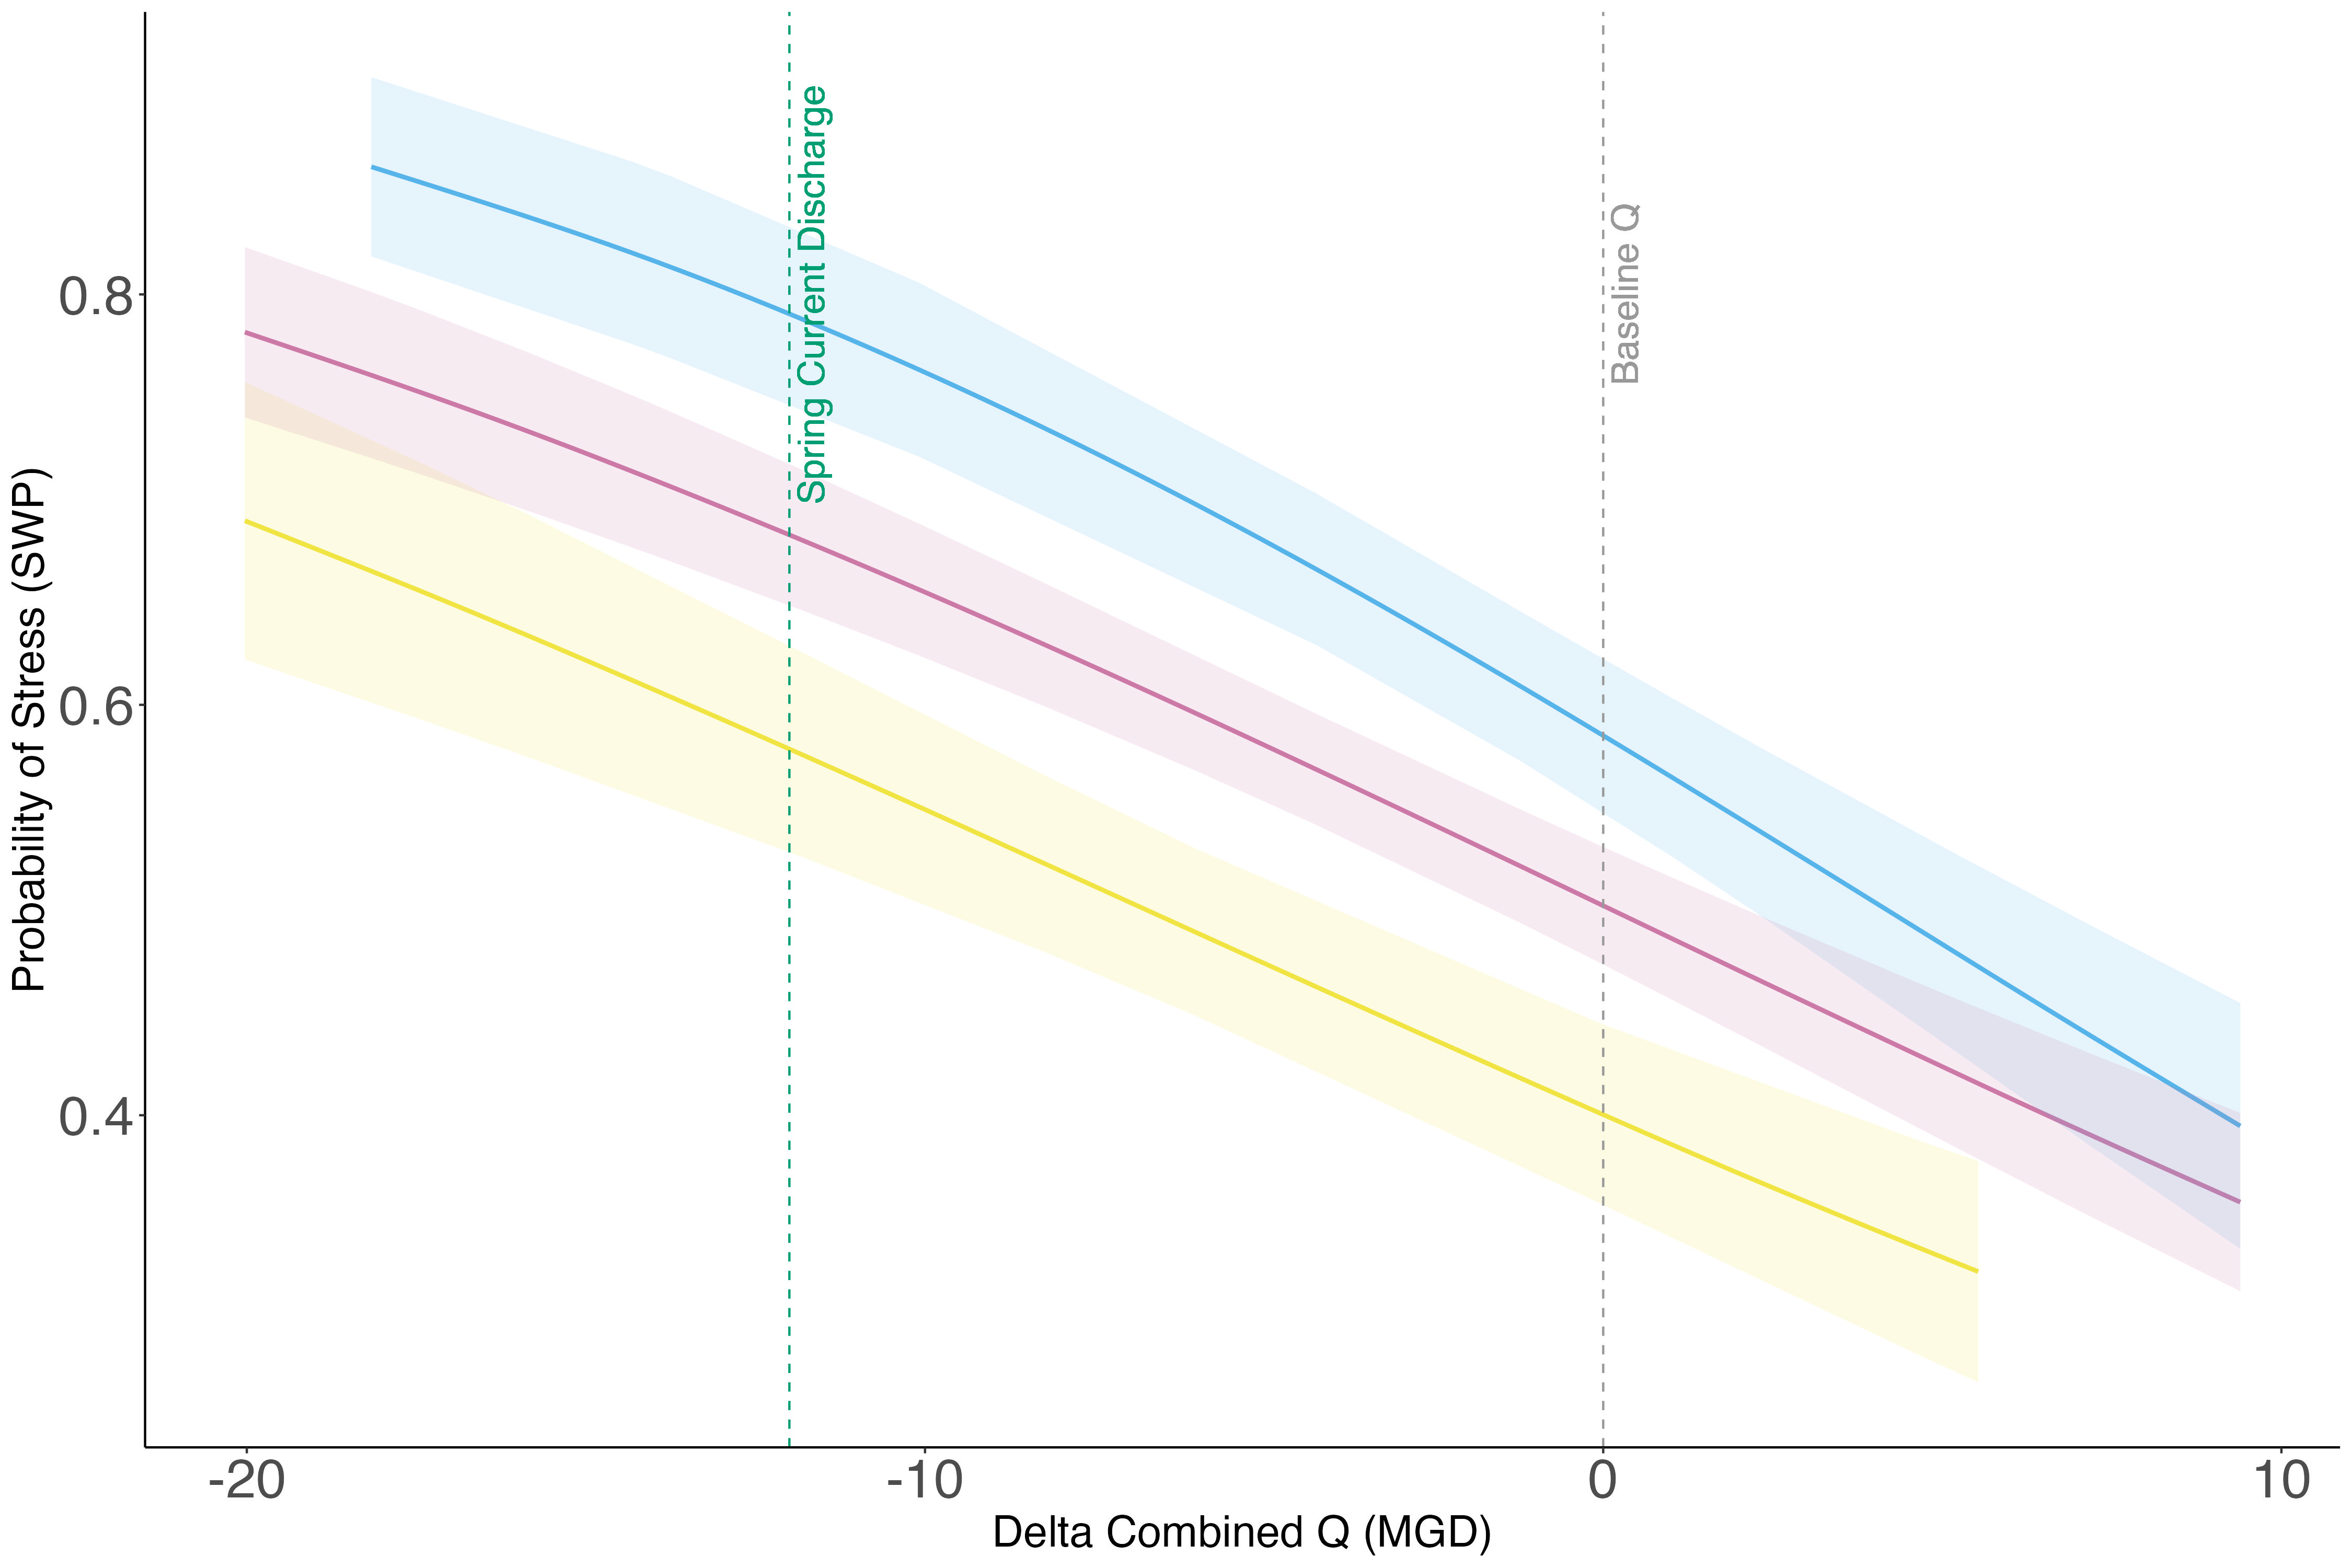 Probability of Stress (SWP)
0.8
0.6
0.4
Spring Current Discharge
Baseline Q
-20
-10
0
10
Delta Combined Q (MGD)